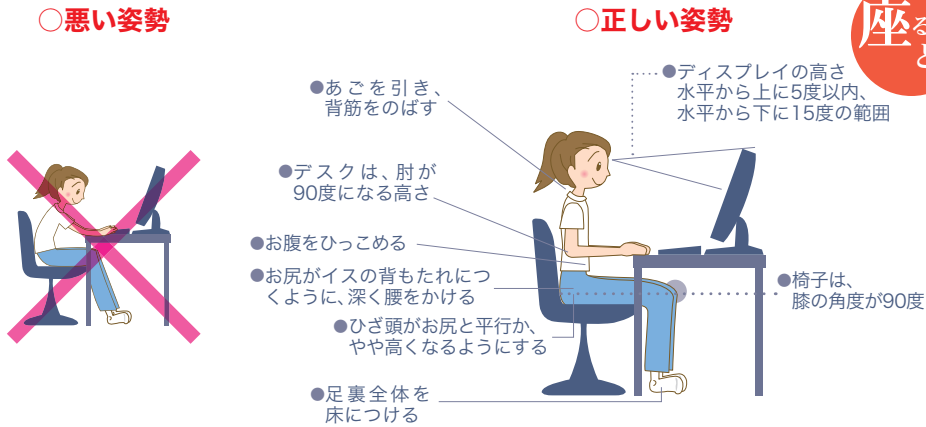 ○悪い姿勢
○正しい姿勢
座る
と
●あごを引き、
背筋をのばす
●ディスプレイの高さ
水平から上に5度以内、
水平から下に15度の範囲
●デスクは、肘が
90度になる高さ
●お腹をひっこめる
●お尻がイスの背もたれにつ
くように、深く腰をかける
●椅子は、
膝の角度が90度
●ひざ頭がお尻と平行か、
やや高くなるようにする
●足裏全体を
床につける